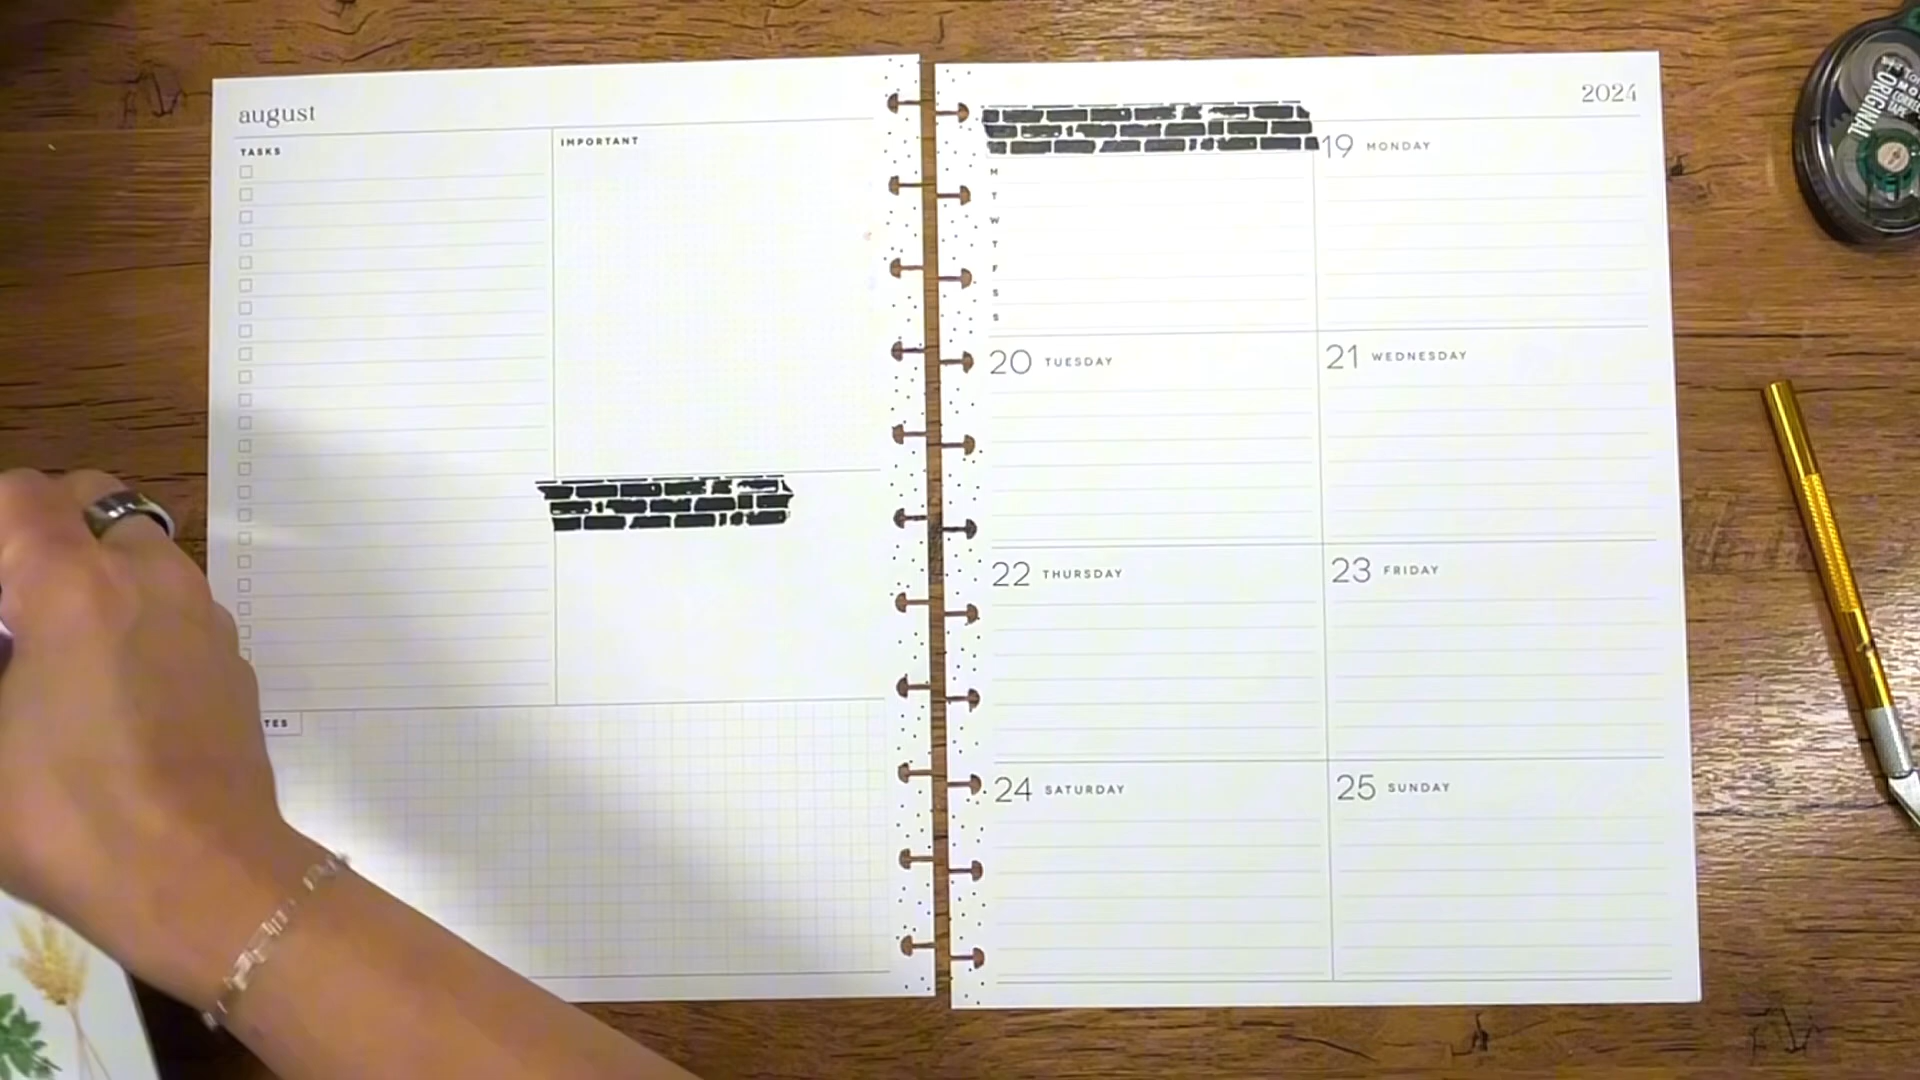 august
TASKS
IMPORTANT
TES
2024
19 MONDAY
M
T
W
T
F
S
S
20 TUESDAY
21 WEDNESDAY
22 THURSDAY
23 FRIDAY
24 SATURDAY
25 SUNDAY
ORIGINAL